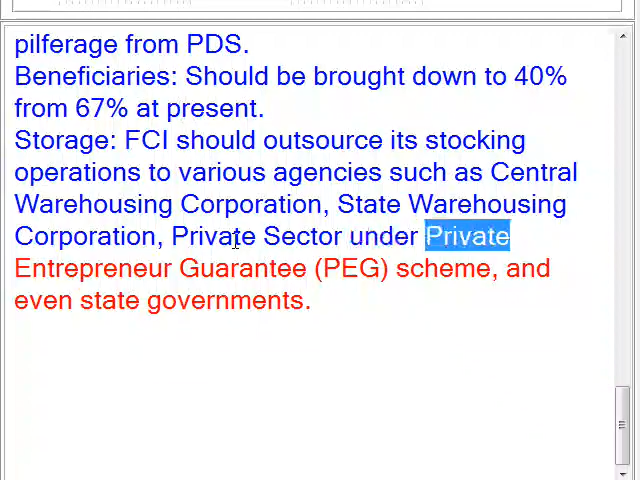 pilferage from PDS.
Beneficiaries: Should be brought down to 40%
from 67% at present.
Storage: FCI should outsource its stocking
operations to various agencies such as Central
Warehousing Corporation, State Warehousing
Corporation, Private Sector under Private
Entrepreneur Guarantee (PEG) scheme, and
even state governments.